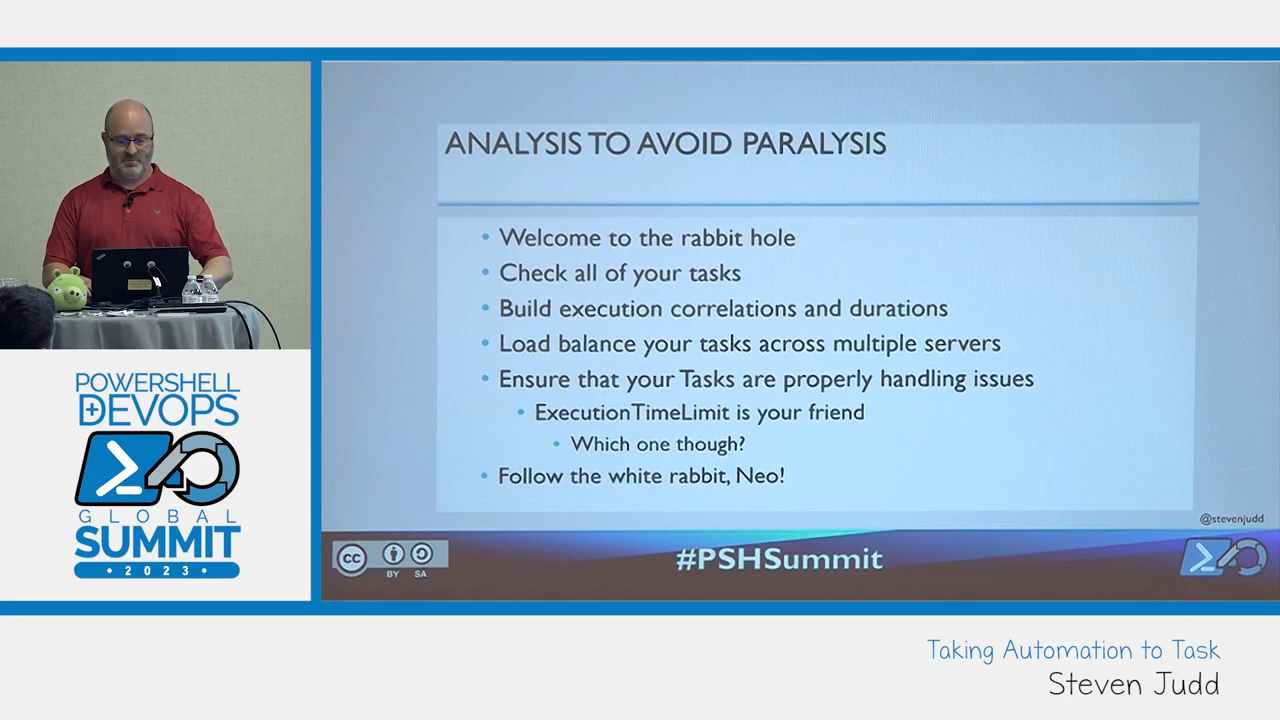 ANALYSIS TO AVOID PARALYSIS
• Welcome to the rabbit hole
• Check all of your tasks
• Build execution correlations and durations
• Load balance your tasks across multiple servers
• Ensure that your Tasks are properly handling issues
• ExecutionTimeLimit is your friend
• Which one though?
• Follow the white rabbit, Neo!
@stevenjudd
cc
BY SA
#PSHSummit
POWERSHELL
+DEVOPS
GLOBAL
SUMMIT
• 2023 •
Taking Automation to Task
Steven Judd